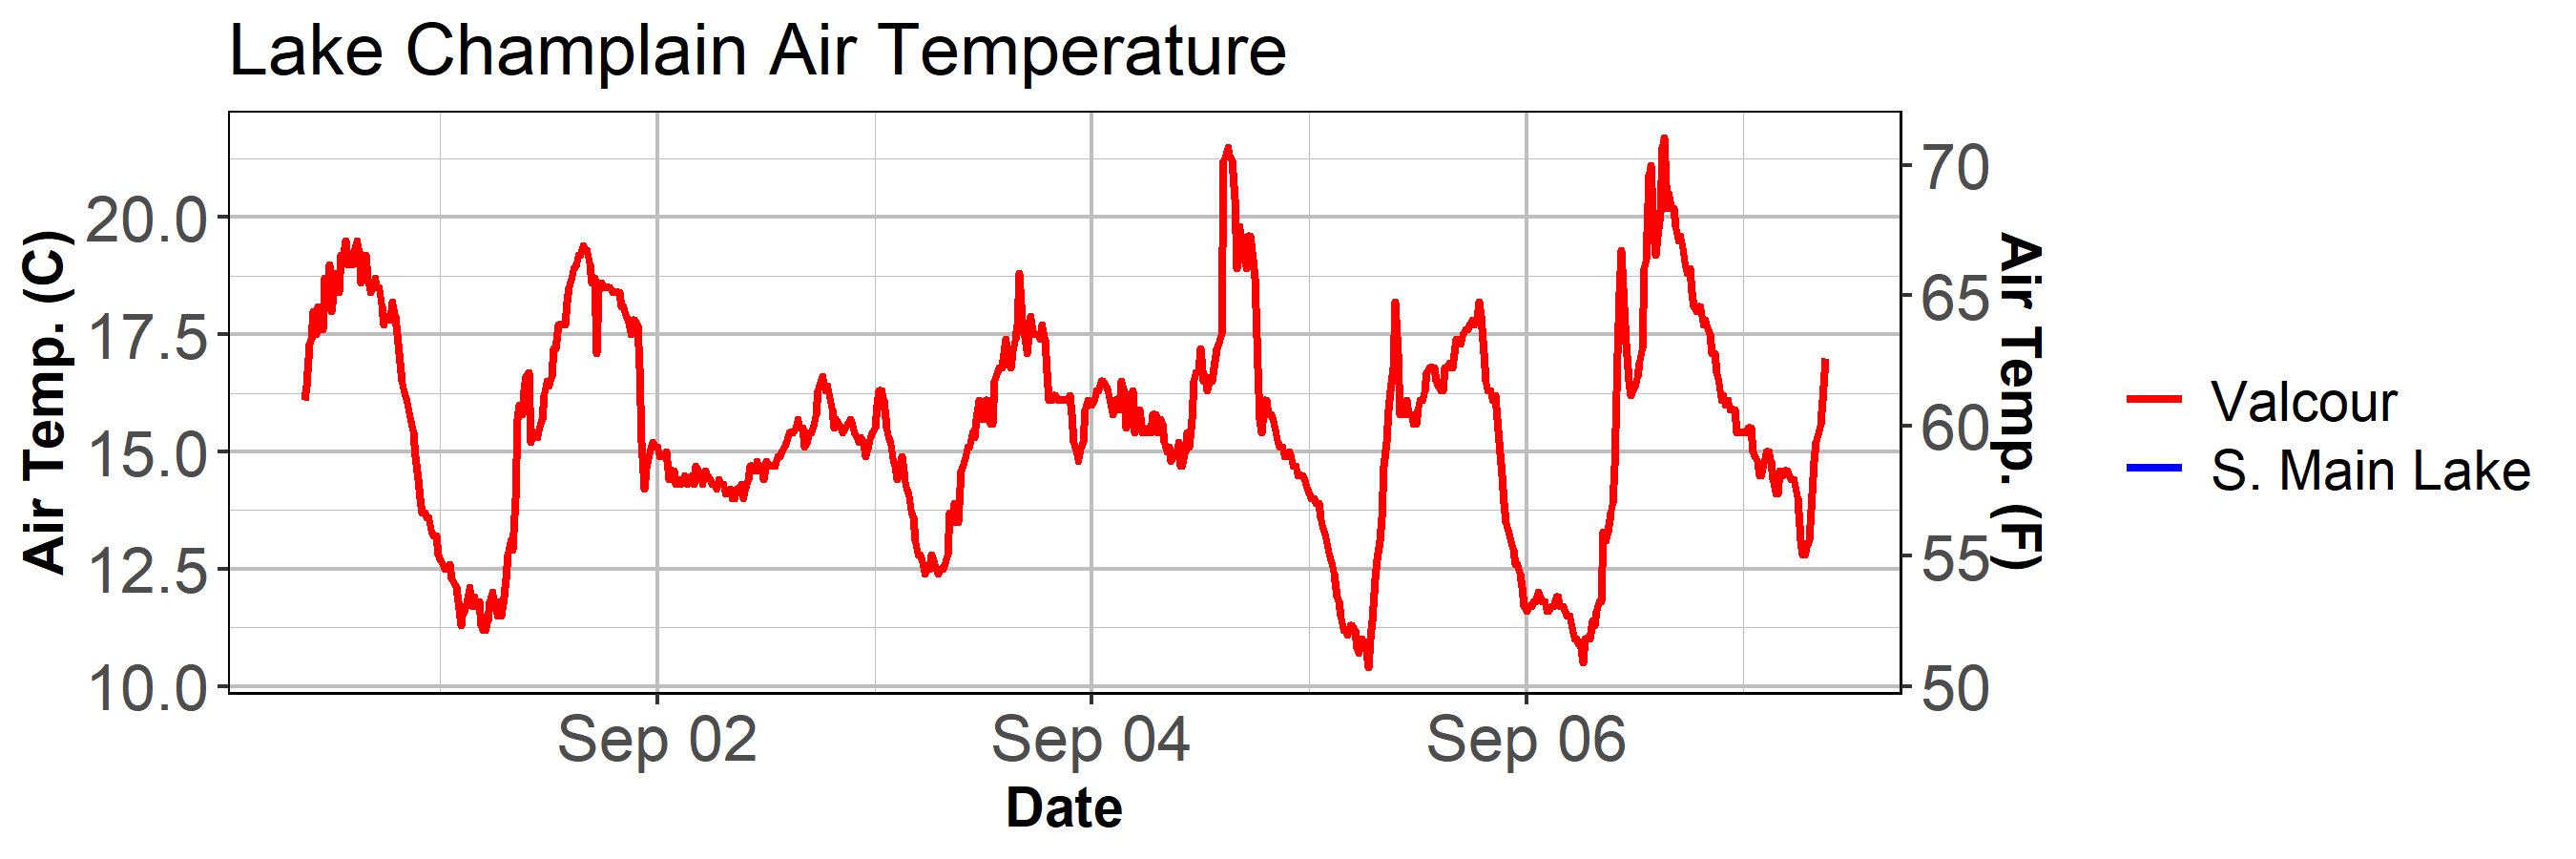 Lake Champlain Air Temperature
Air Temp. (C)
20.0
17.5
15.0
12.5
10.0
70
65
60
55
50
Air Temp. (F)
Sep 02
Sep 04
Sep 06
Date
Valcour
S. Main Lake